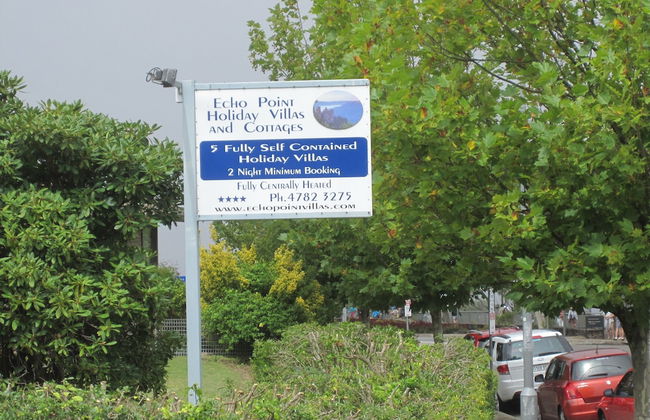 Echo Point
Holiday Villas
and Cottages
5 Fully Self Contained
Holiday Villas
2 Night Minimum Booking
Fully Centrally Heated
★★★★ Ph.4782 3275
www.echopointvillas.com